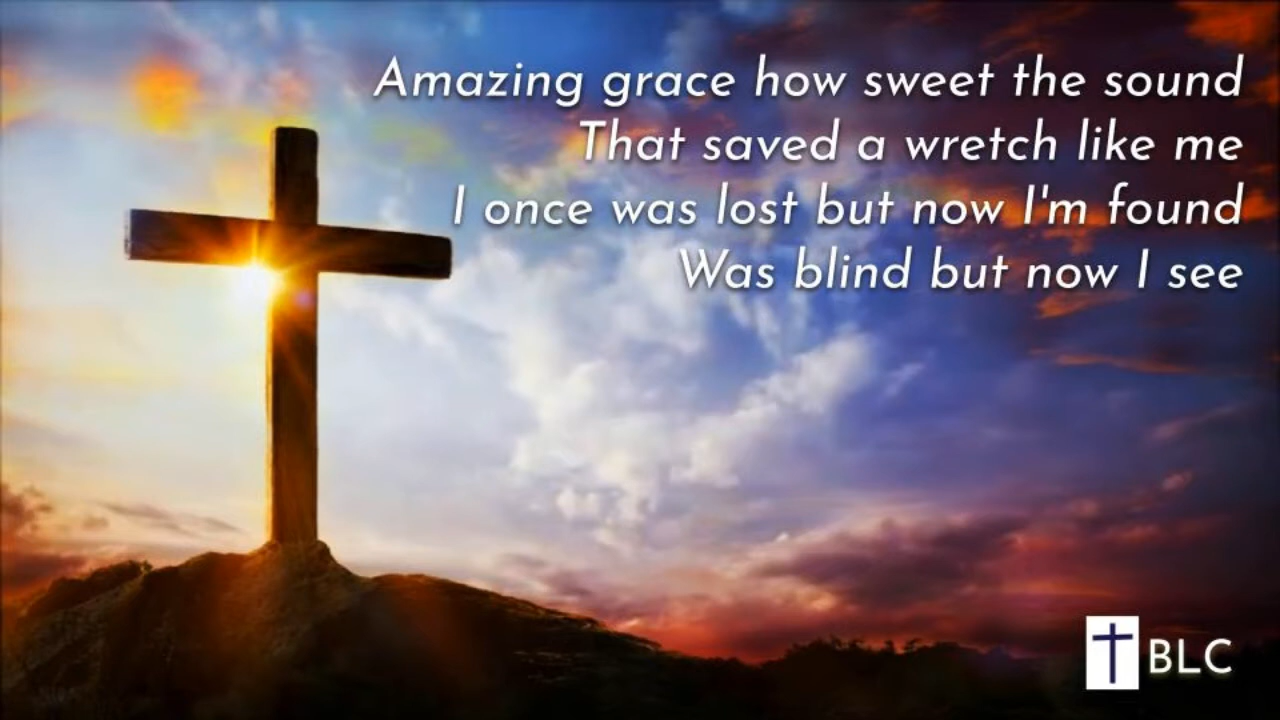 Amazing grace how sweet the sound
That saved a wretch like me
I once was lost but now I'm found
Was blind but now I see
BLC